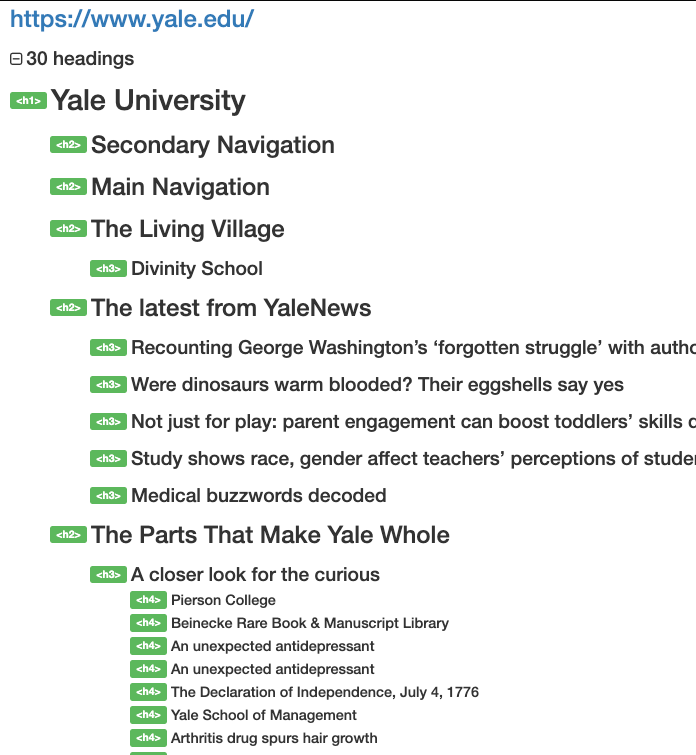 https://www.yale.edu/
30 headings
<h1> Yale University
<h2> Secondary Navigation
<h2> Main Navigation
<h2> The Living Village
<h3> Divinity School
<h2> The latest from YaleNews
<h3> Recounting George Washington’s ‘forgotten struggle’ with
<h3> Were dinosaurs warm blooded? Their eggshells say yes
<h3> Not just for play: parent engagement can boost toddlers’ skills
<h3> Study shows race, gender affect teachers’ perceptions of
<h3> Medical buzzwords decoded
<h2> The Parts That Make Yale Whole
<h3> A closer look for the curious
<h4> Pierson College
<h4> Beinecke Rare Book & Manuscript Library
<h4> An unexpected antidepressant
<h4> An unexpected antidepressant
<h4> The Declaration of Independence, July 4, 1776
<h4> Yale School of Management
<h4> Arthritis drug spurs hair growth